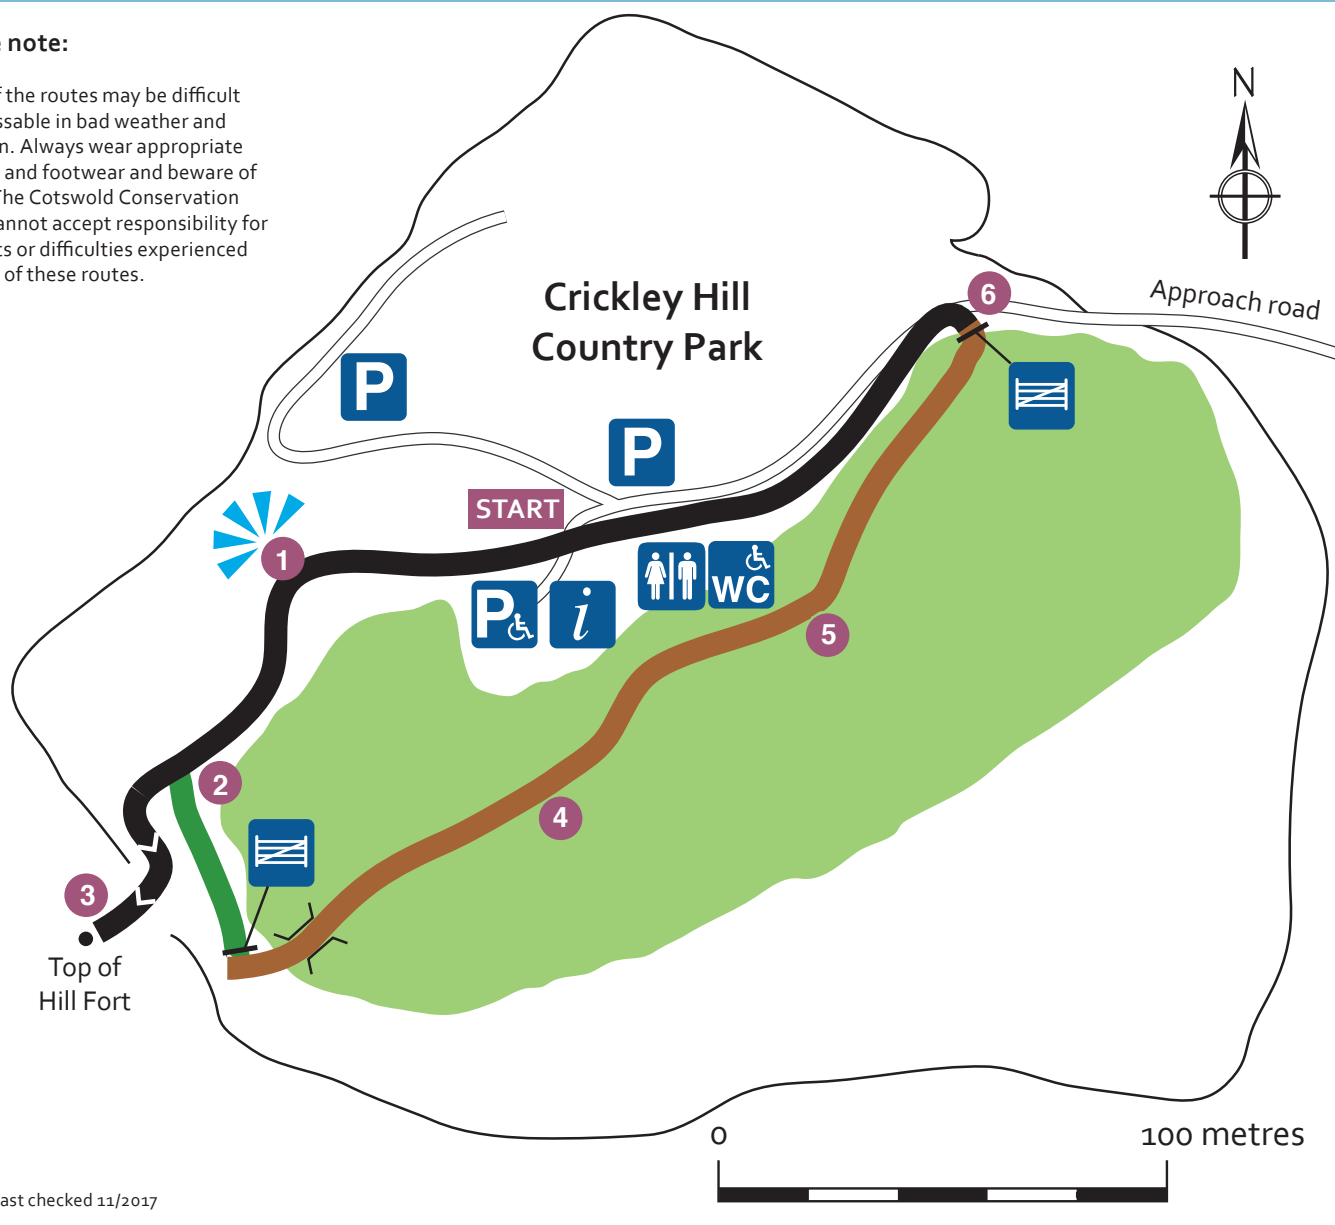 note:
f the routes may be difficult
ssable in bad weather and
n. Always wear appropriate
and footwear and beware of
The Cotswold Conservation
annot accept responsibility for
ts or difficulties experienced
of these routes.
N
Approach road
Crickley Hill
Country Park
6
P
P
START
1
P
i
WC
5
2
4
3
Top of
Hill Fort
0
100 metres
ast checked 11/2017